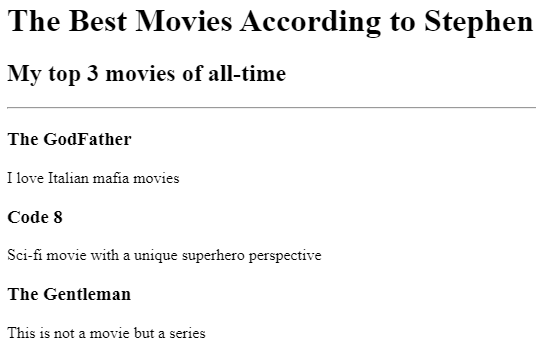 The Best Movies According to Stephen
My top 3 movies of all-time
The GodFather
I love Italian mafia movies
Code 8
Sci-fi movie with a unique superhero perspective
The Gentleman
This is not a movie but a series